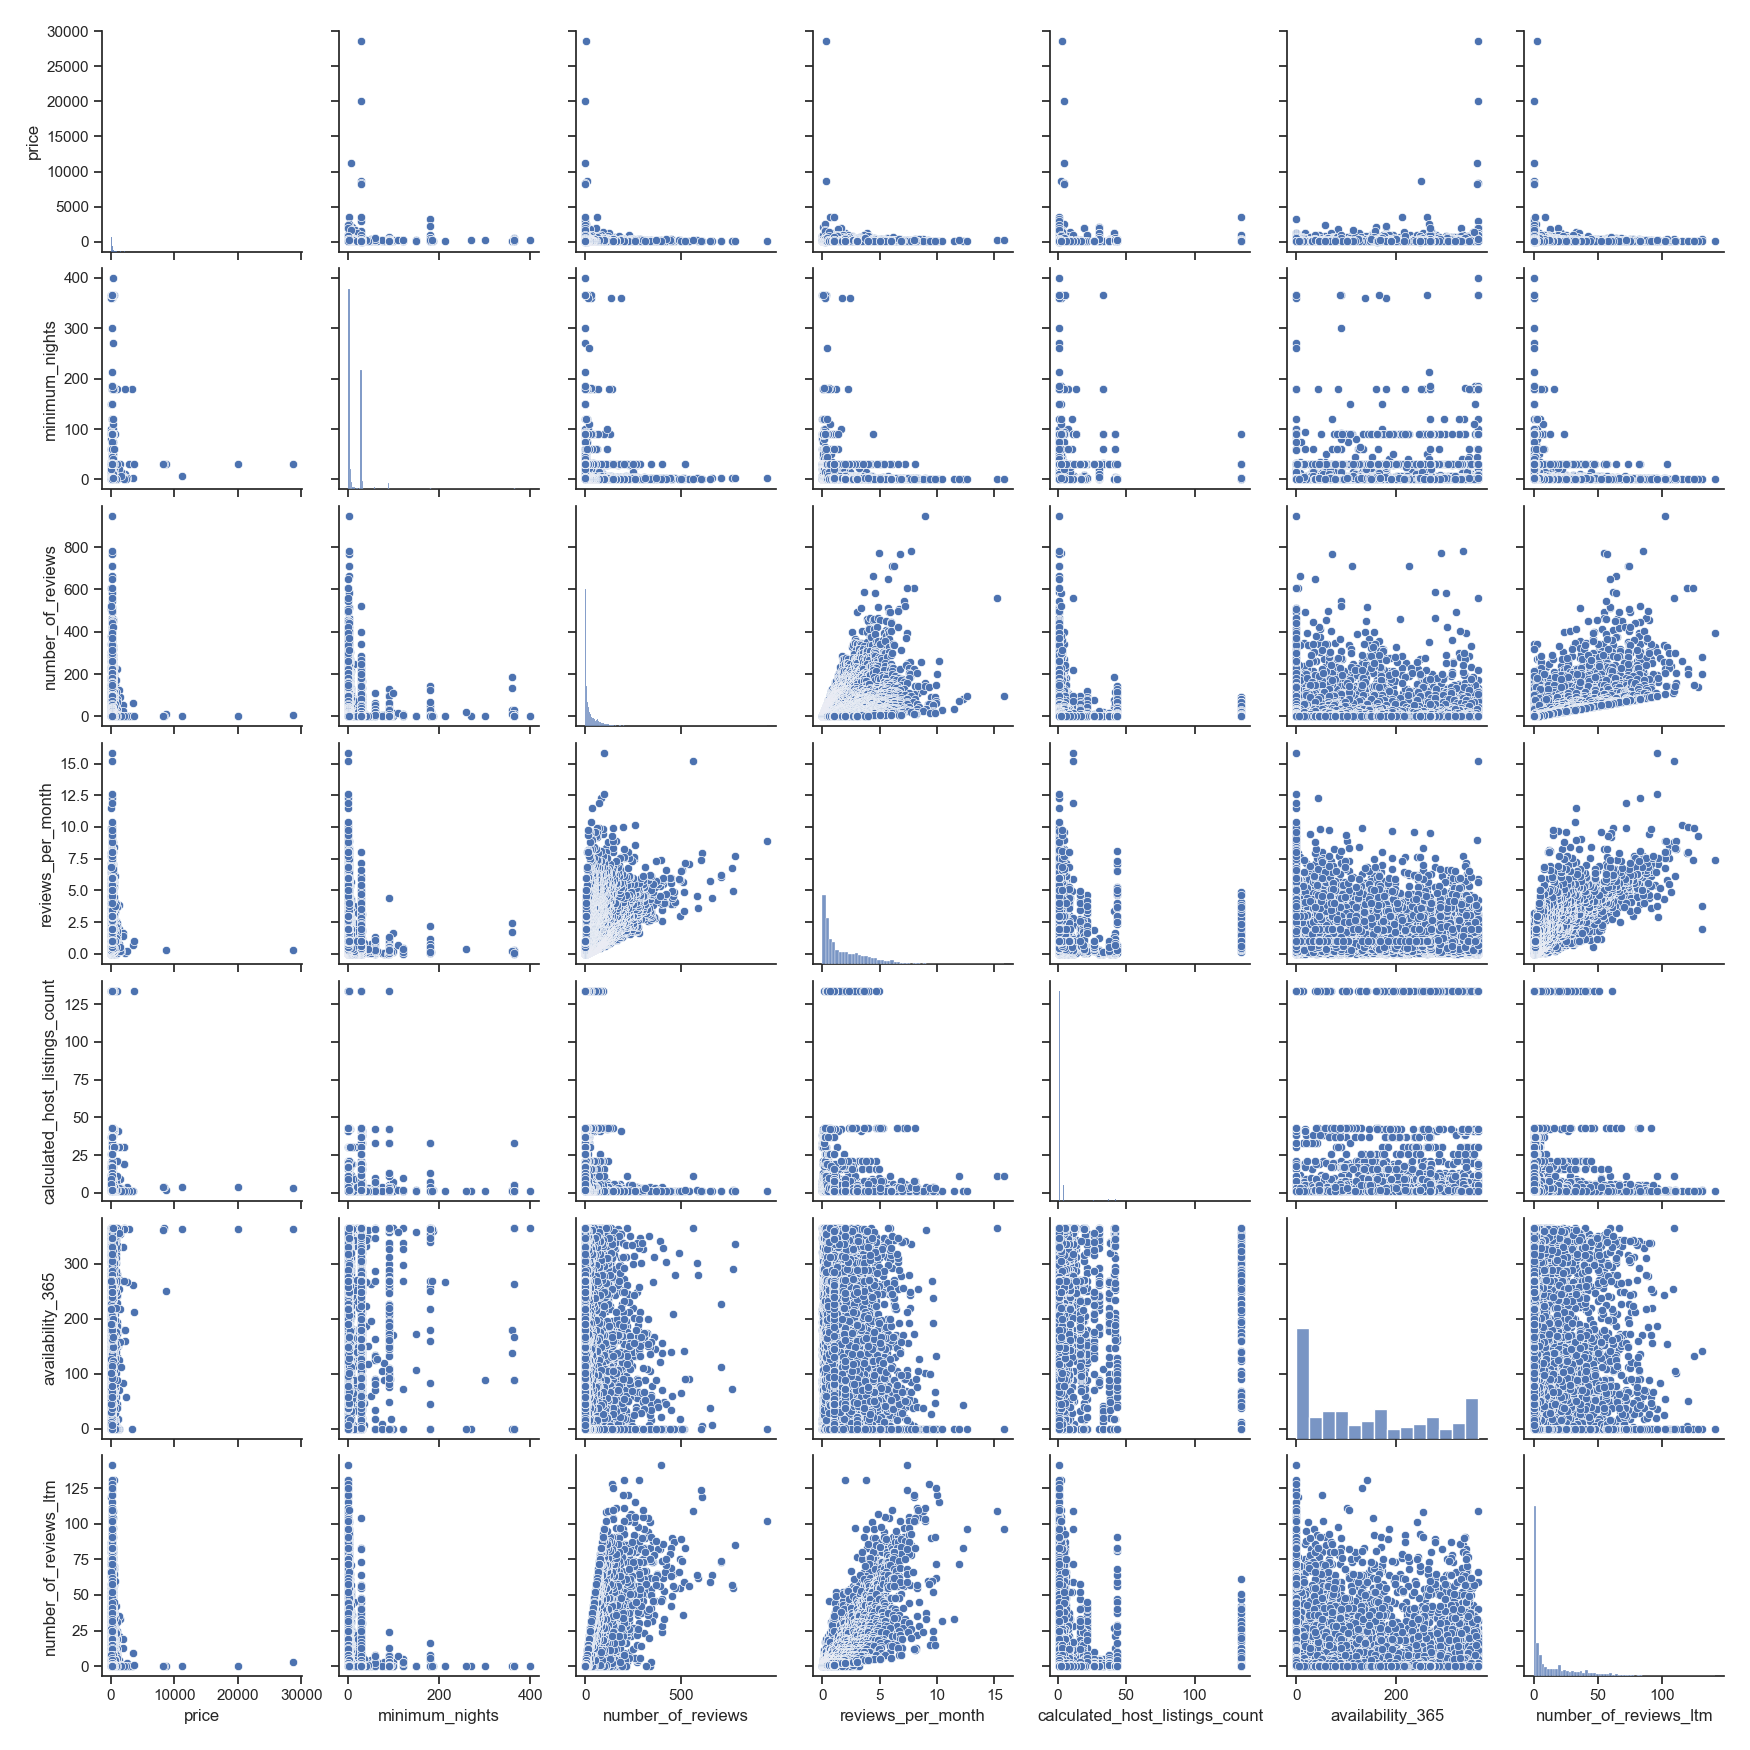 30000
25000
20000
15000
10000
5000
0
price
400
300
200
100
0
minimum_nights
800
600
400
200
0
number_of_reviews
15.0
12.5
10.0
7.5
5.0
2.5
0.0
reviews_per_month
125
100
75
50
25
0
calculated_host_listings_count
300
200
100
0
availability_365
125
100
75
50
25
0
number_of_reviews_ltm
0 10000 20000 30000
0 200 400
0 500
0 5 10 15
0 50 100
0 200
0 50 100
price
minimum_nights
number_of_reviews
reviews_per_month
calculated_host_listings_count
availability_365
number_of_reviews_ltm